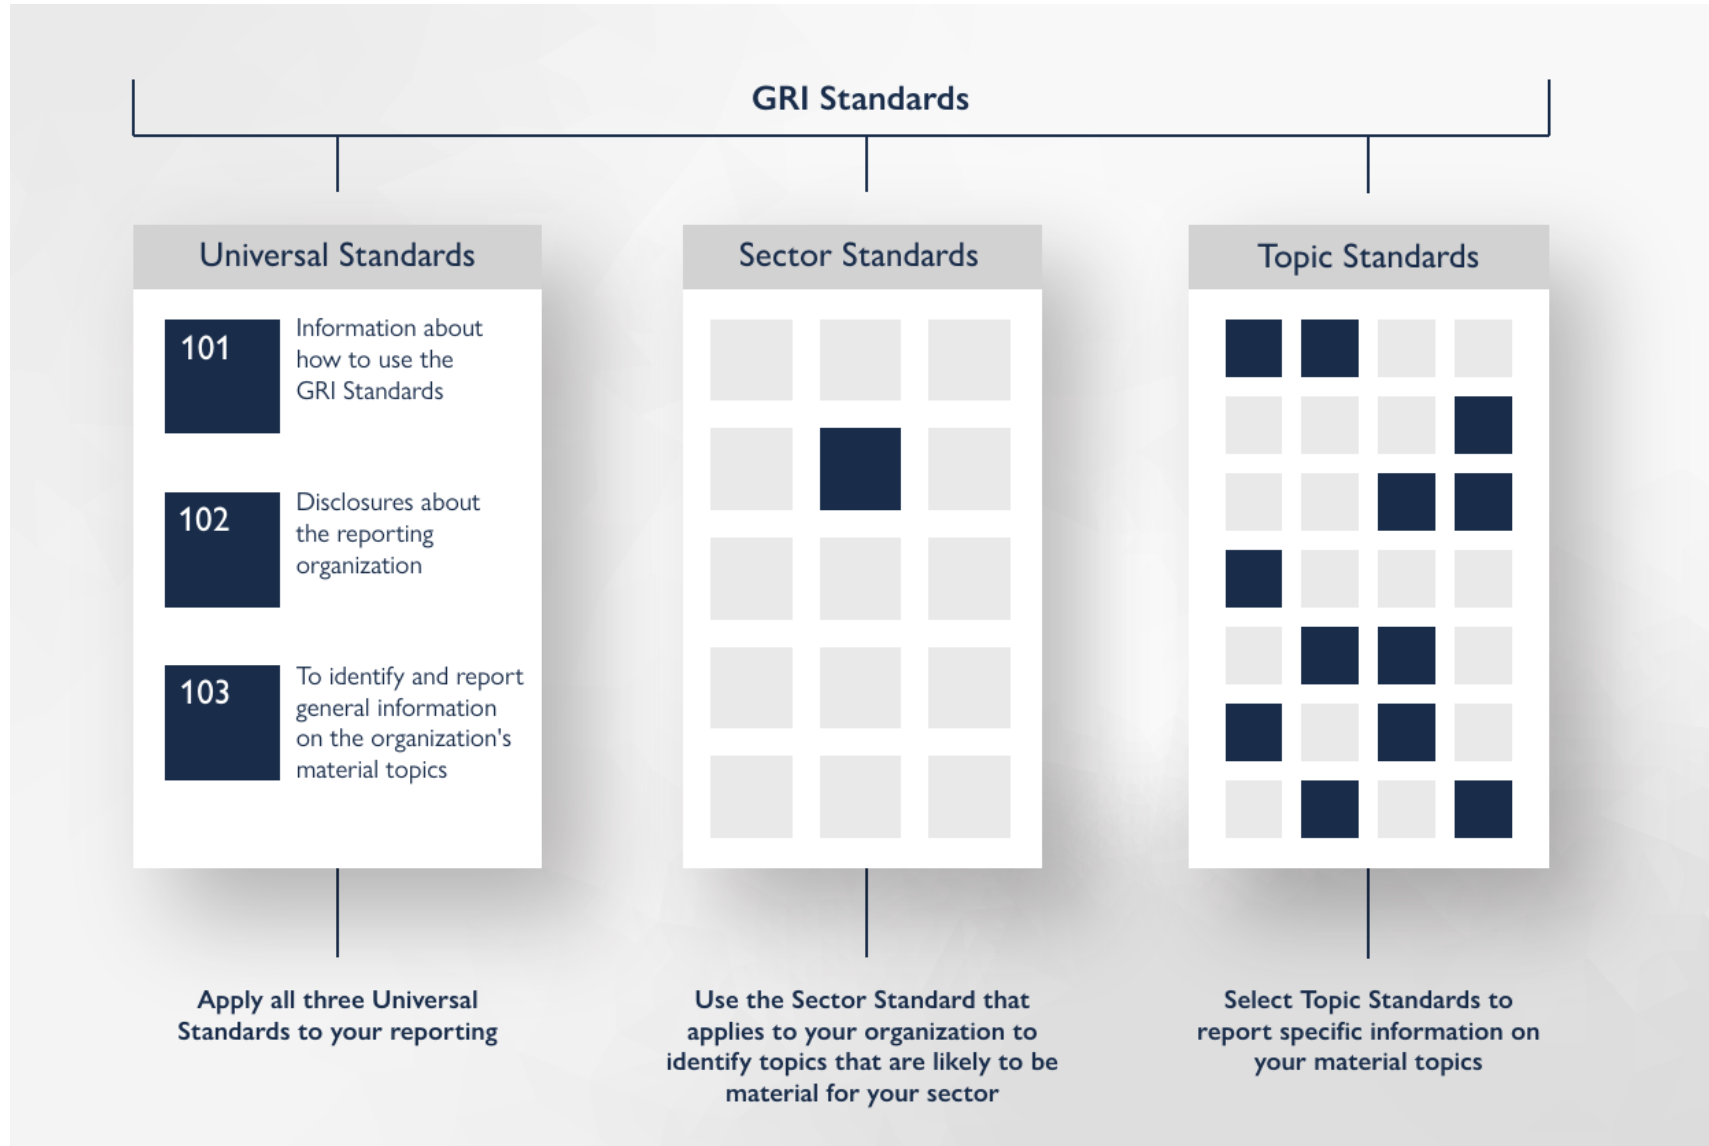 GRI Standards
Universal Standards
101
Information about
how to use the
GRI Standards
102
Disclosures about
the reporting
organization
103
To identify and report
general information
on the organization's
material topics
Apply all three Universal
Standards to your reporting
Sector Standards
Use the Sector Standard that
applies to your organization to
identify topics that are likely to be
material for your sector
Topic Standards
Select Topic Standards to
report specific information on
your material topics